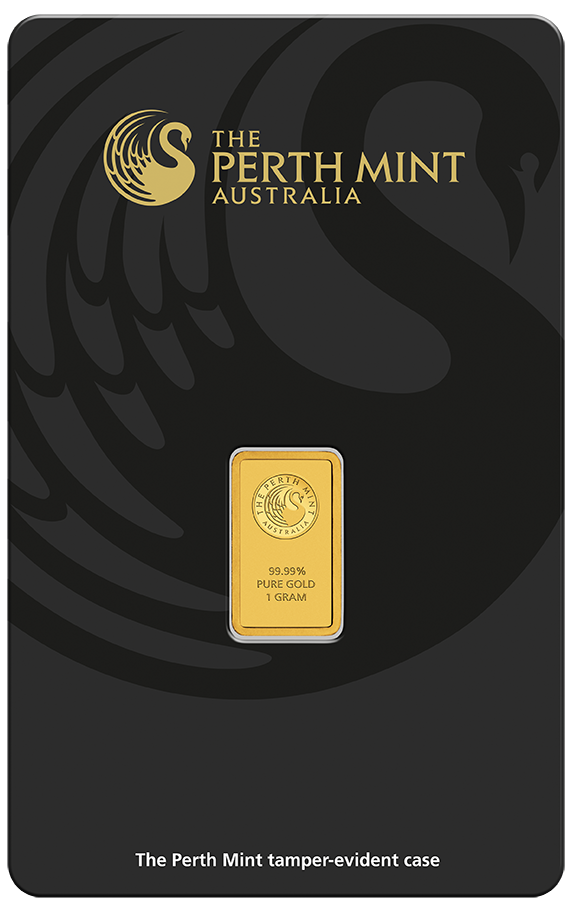 THE
PERTH MINT
AUSTRALIA
THE PERTH MINT
AUSTRALIA
99.99%
PURE GOLD
1 GRAM
The Perth Mint tamper-evident case